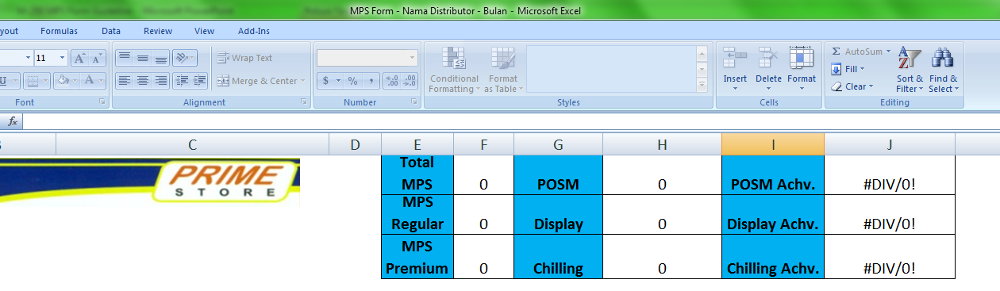 MPS Form - Nama Distributor - Bulan - Microsoft Excel
yout Formulas Data Review View Add-Ins
11 A A Wrap Text Σ AutoSum
U A Merge & Center $ % , .0 .00 .00 .0 Conditional Formatting Format as Table Insert Delete Format Fill Sort & Filter Find & Select
Clear
Font Alignment Number Styles Cells Editing
fx
B C D E F G H I J
PRIME
STORE
Total
MPS 0 POSM 0 POSM Achv. #DIV/0!
MPS
Regular 0 Display 0 Display Achv. #DIV/0!
MPS
Premium 0 Chilling 0 Chilling Achv. #DIV/0!